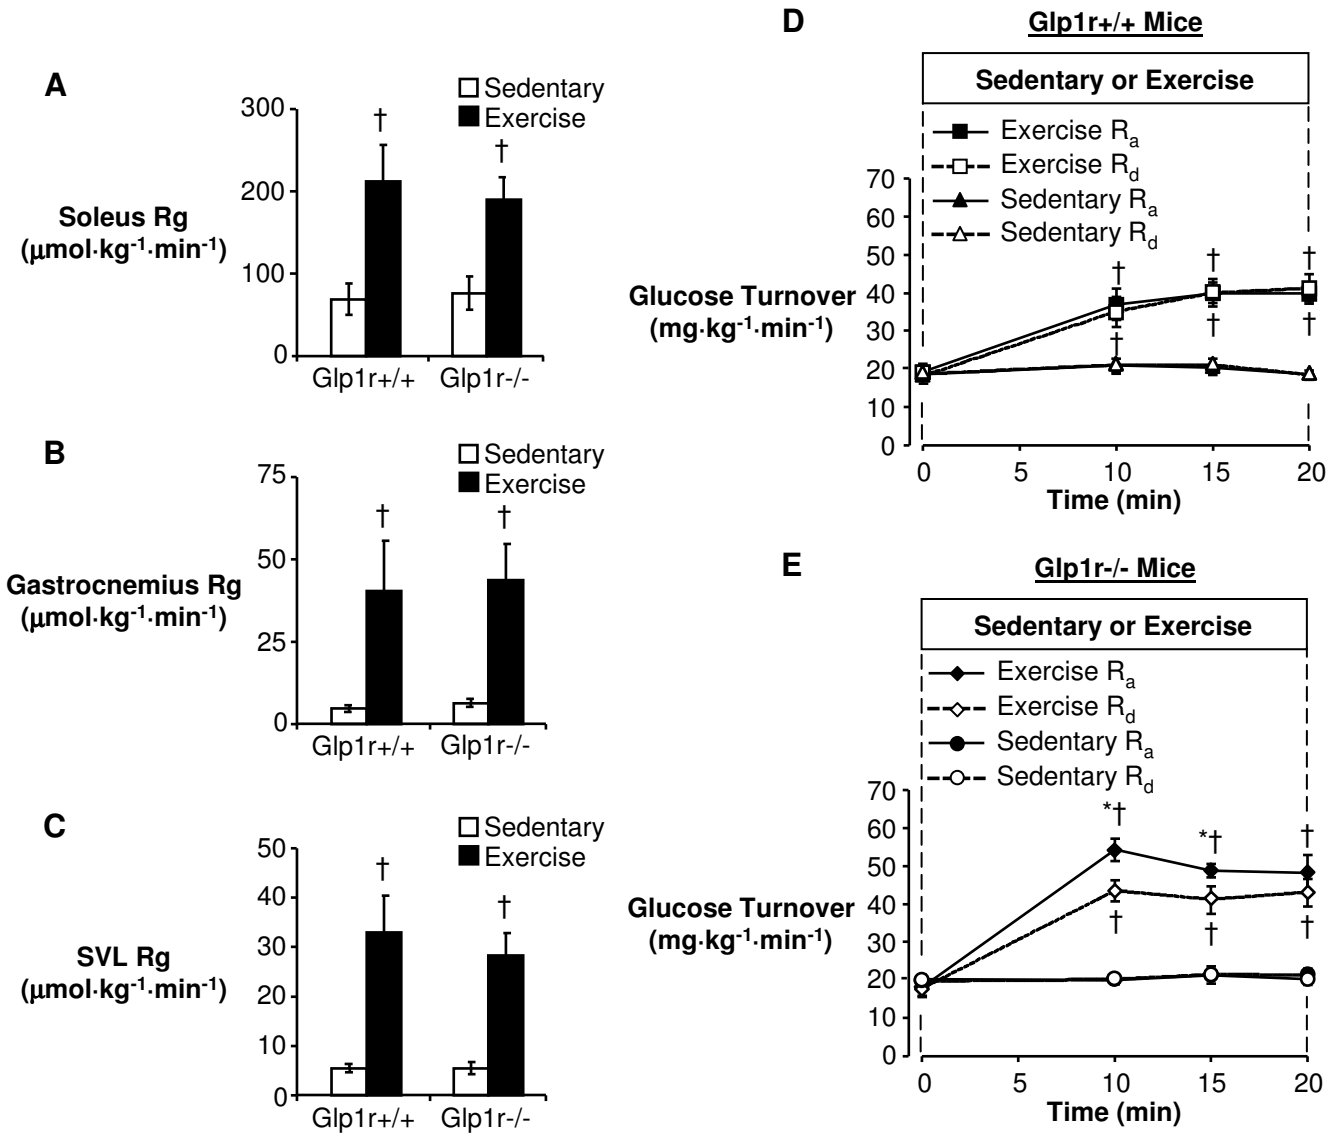 A
Sedentary
Exercise
300
200
100
0
†
†
Soleus Rg
(μmol·kg-1·min-1)
Glp1r+/+ Glp1r-/-
B
Sedentary
Exercise
75
50
25
0
†
†
Gastrocnemius Rg
(μmol·kg-1·min-1)
Glp1r+/+ Glp1r-/-
C
Sedentary
Exercise
50
40
30
20
10
0
†
†
SVL Rg
(μmol·kg-1·min-1)
Glp1r+/+ Glp1r-/-
D
Glp1r+/+ Mice
Sedentary or Exercise
Exercise Ra
Exercise Rd
Sedentary Ra
Sedentary Rd
70
60
50
40
30
20
10
0
† † †
† † †
Glucose Turnover
(mg·kg-1·min-1)
0 5 10 15 20
Time (min)
E
Glp1r-/- Mice
Sedentary or Exercise
Exercise Ra
Exercise Rd
Sedentary Ra
Sedentary Rd
70
60
50
40
30
20
10
0
*† *† †
† † †
Glucose Turnover
(mg·kg-1·min-1)
0 5 10 15 20
Time (min)